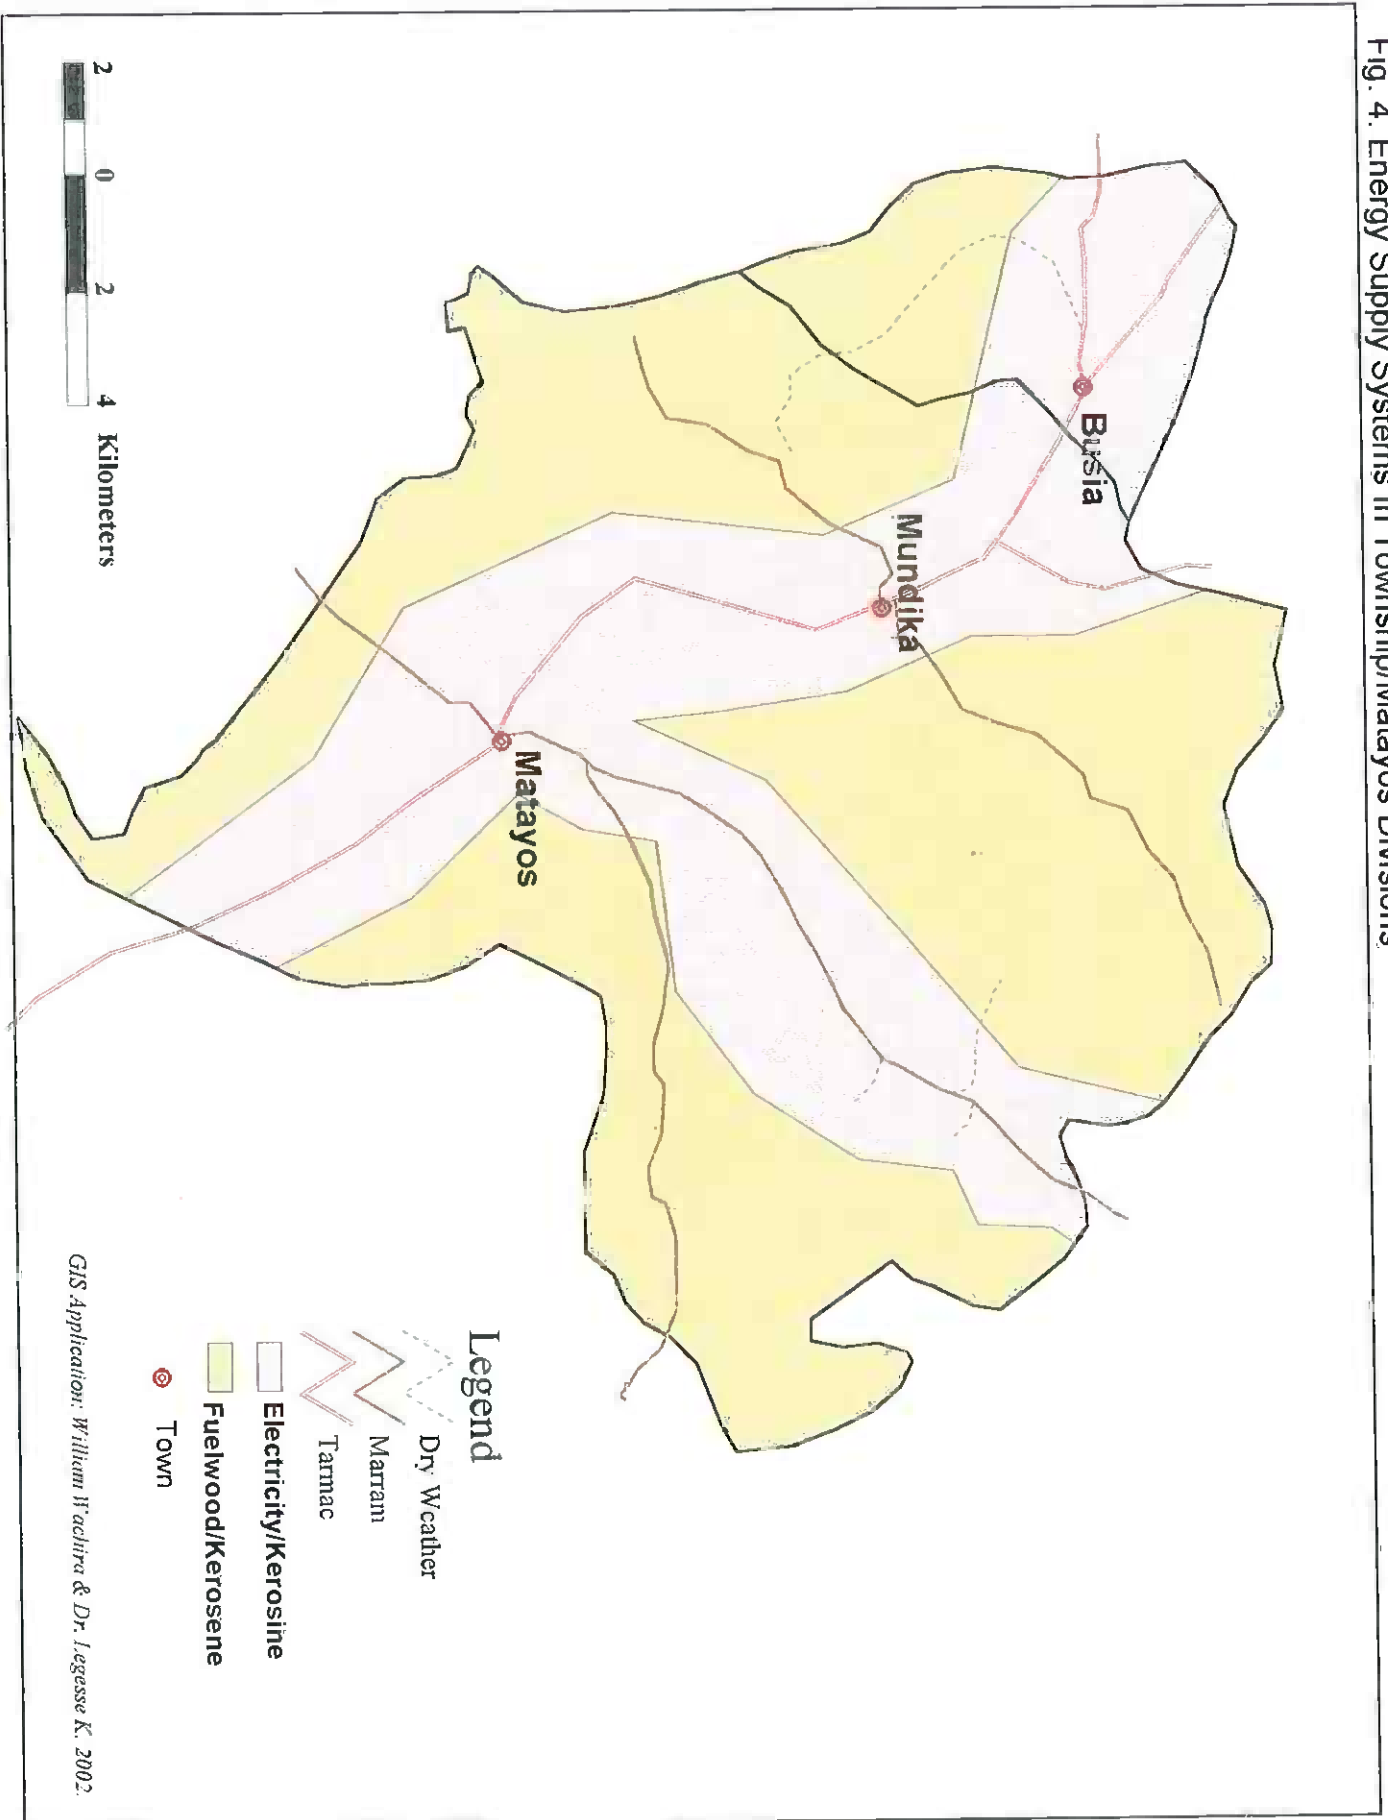 Fig. 4. Energy Supply Systems in Township/Matayos Divisions
Busia
Mundika
Matayos
2 0 2 4 Kilometers
Legend
Dry Weather
Marram
Tarmac
Electricity/Kerosine
Fuelwood/Kerosene
Town
GIS Application: William Wachira & Dr. Legesse K. 2002.